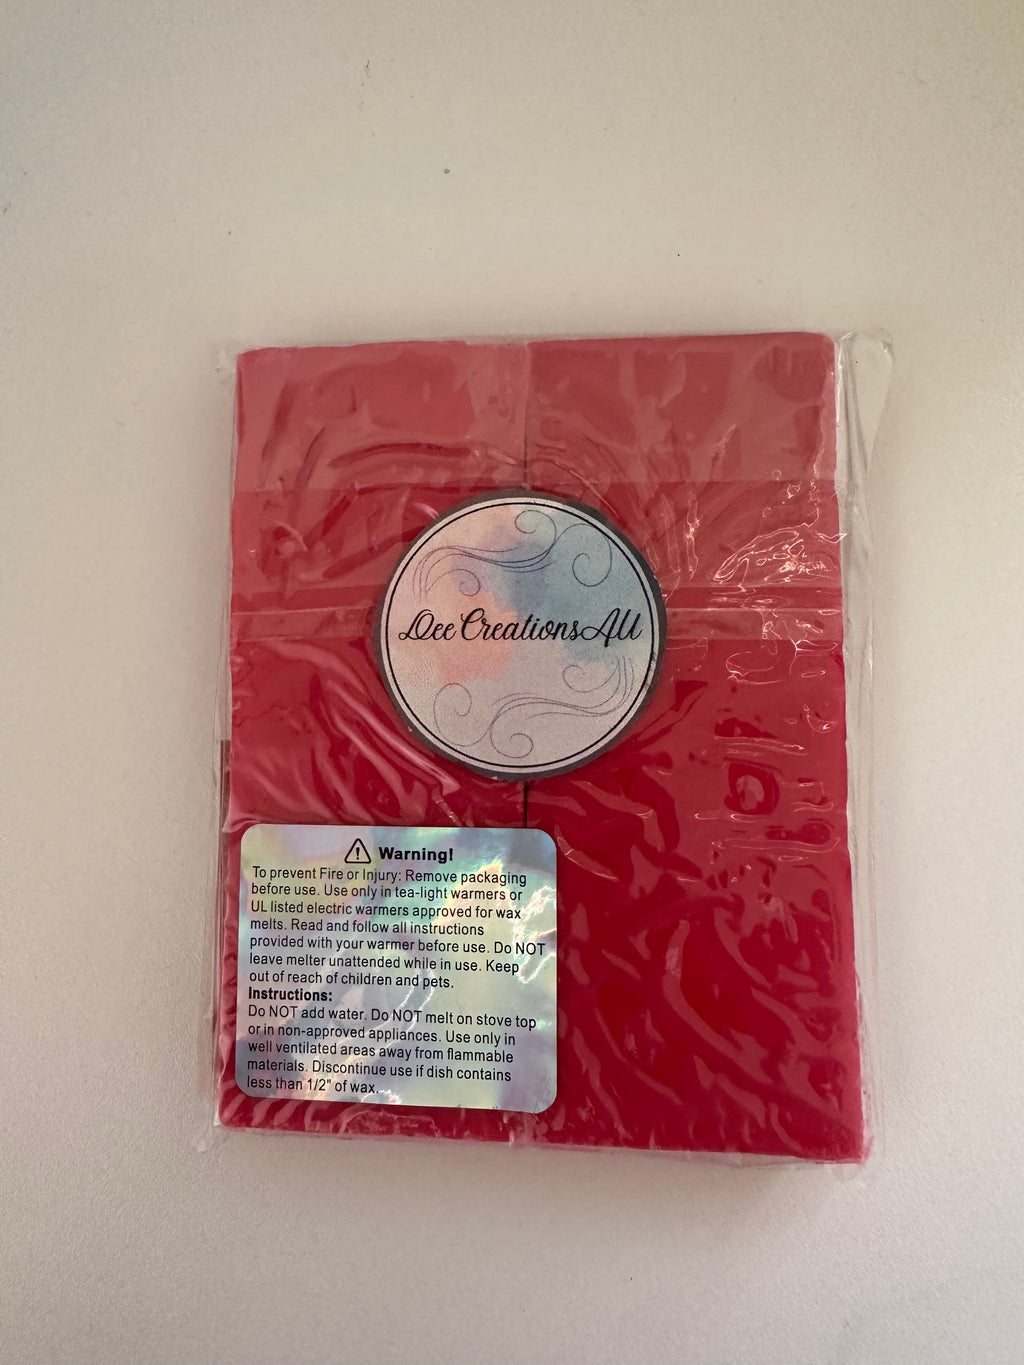 Dee Creations AU
Warning!
To prevent Fire or Injury: Remove packaging
before use. Use only in tea-light warmers or
UL listed electric warmers approved for wax
melts. Read and follow all instructions
provided with your warmer before use. Do NOT
leave melter unattended while in use. Keep
out of reach of children and pets.
Instructions:
Do NOT add water. Do NOT melt on stove top
or in non-approved appliances. Use only in
well ventilated areas away from flammable
materials. Discontinue use if dish contains
less than 1/2" of wax.